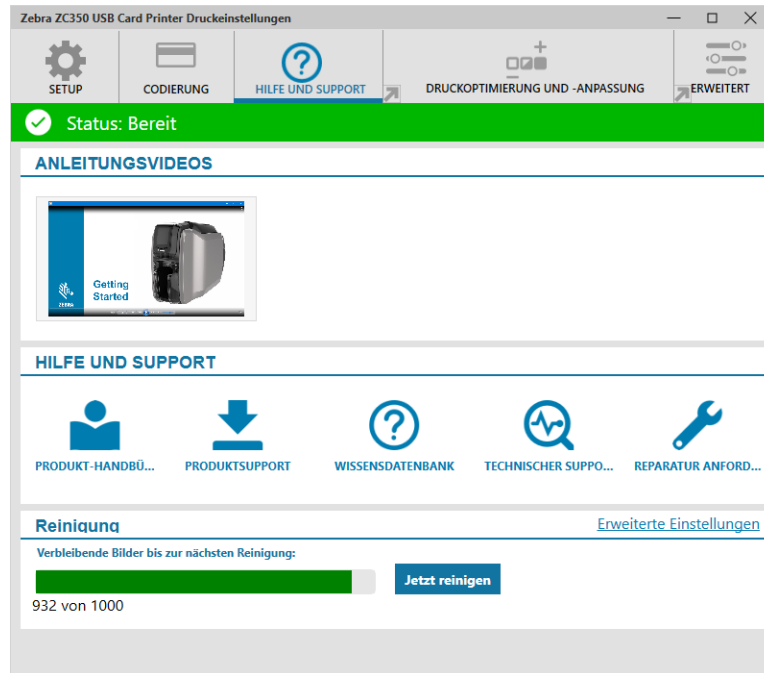 Zebra ZC350 USB Card Printer Druckeinstellungen
SETUP
CODIERUNG
HILFE UND SUPPORT
DRUCKOPTIMIERUNG UND -ANPASSUNG
ERWEITERT
Status: Bereit
ANLEITUNGSVIDEOS
Getting
Started
ZEBRA
HILFE UND SUPPORT
PRODUKT-HANDBÜ...
PRODUKTSUPPORT
WISSENSDATENBANK
TECHNISCHER SUPPO...
REPARATUR ANFORD...
Reinigung
Erweiterte Einstellungen
Verbleibende Bilder bis zur nächsten Reinigung:
Jetzt reinigen
932 von 1000